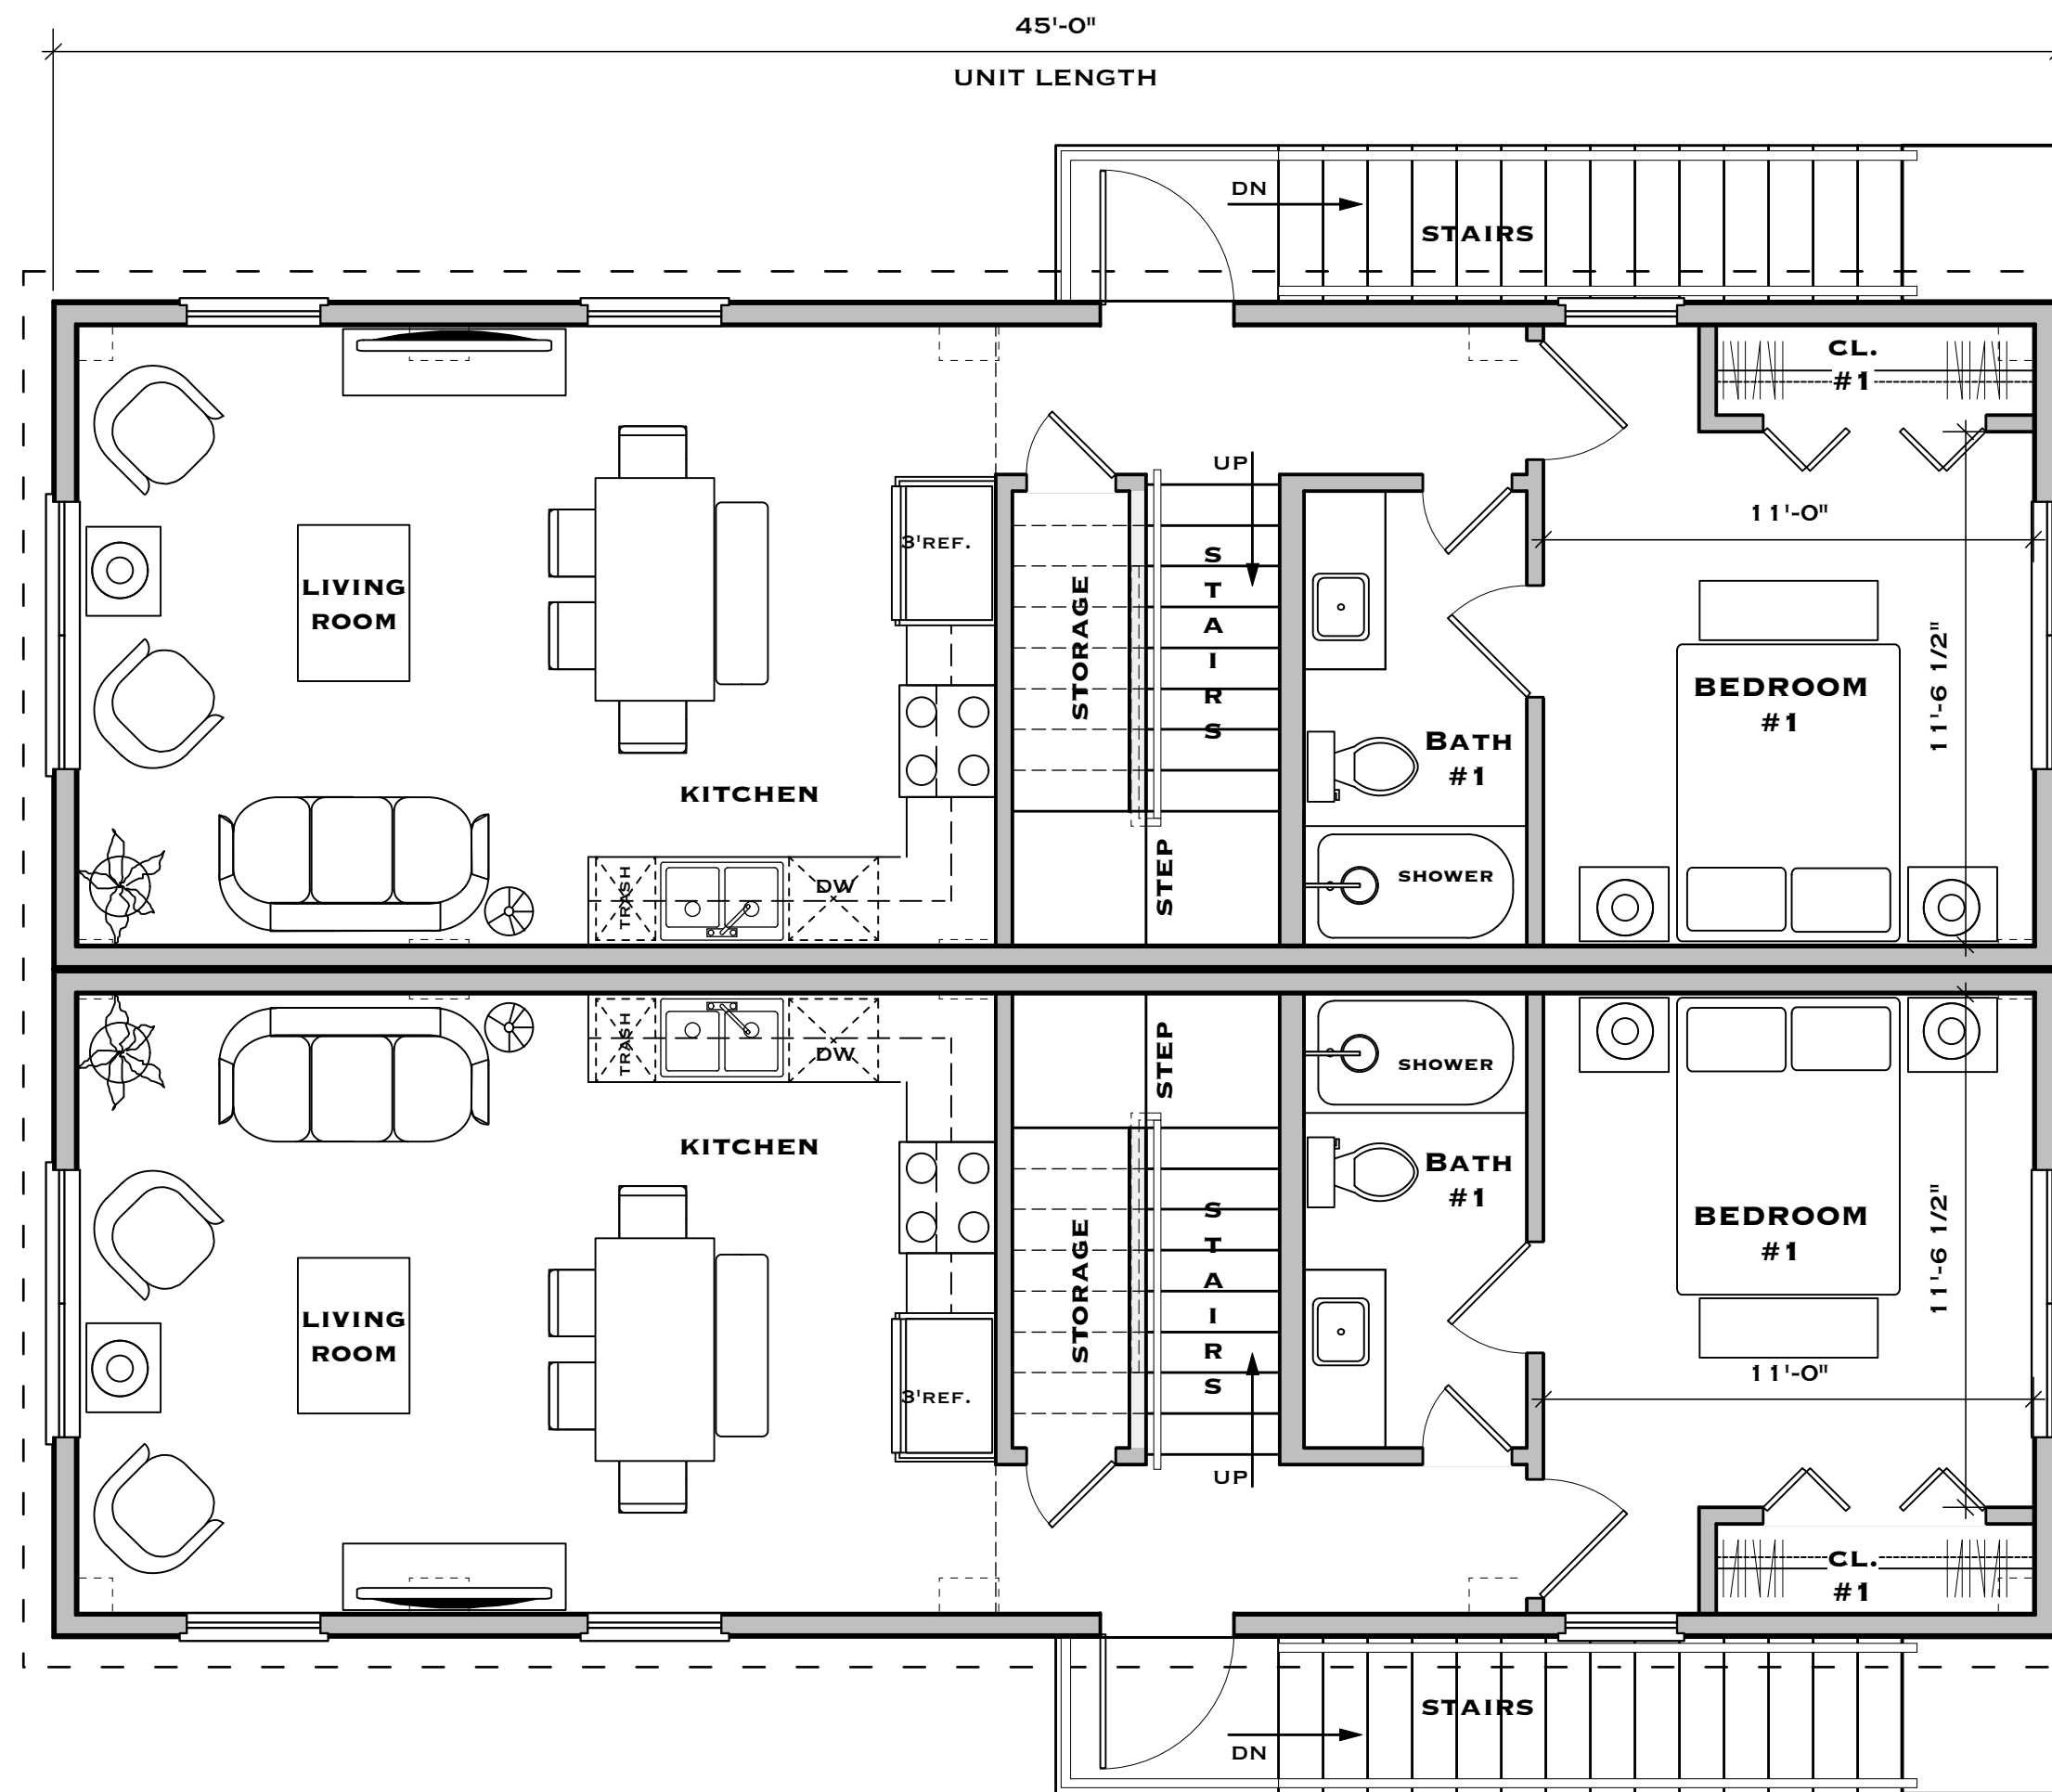 45'-0"
UNIT LENGTH
DN
STAIRS
CL.
#1
UP
11'-0"
3'REF.
STAIRS
LIVING
ROOM
STORAGE
11'-6 1/2"
BEDROOM
#1
BATH
#1
KITCHEN
STEP
SHOWER
TRASH
DW
TRASH
DW
STEP
SHOWER
KITCHEN
BATH
#1
BEDROOM
#1
11'-6 1/2"
STORAGE
STAIRS
LIVING
ROOM
11'-0"
3'REF.
UP
CL.
#1
STAIRS
DN